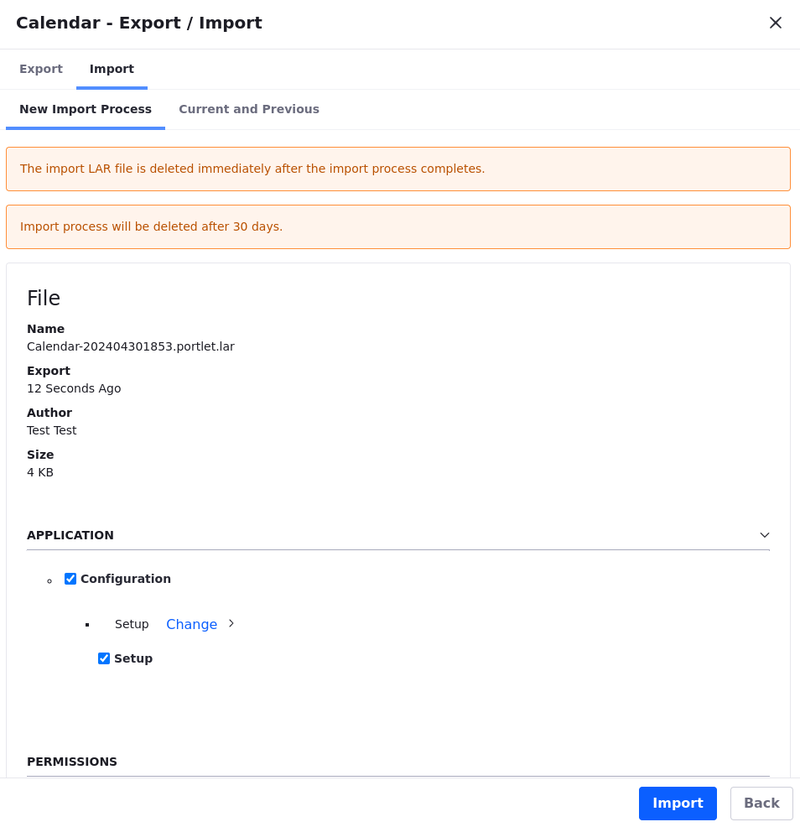 Calendar - Export / Import
Export Import
New Import Process Current and Previous
The import LAR file is deleted immediately after the import process completes.
Import process will be deleted after 30 days.
File
Name
Calendar-202404301853.portlet.lar
Export
12 Seconds Ago
Author
Test Test
Size
4 KB
APPLICATION
Configuration
Setup Change
Setup
PERMISSIONS
Import Back